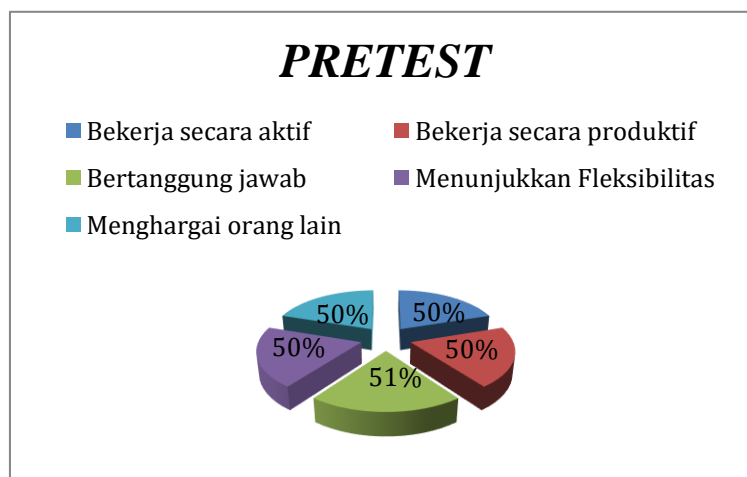 PRETEST
Bekerja secara aktif
Bekerja secara produktif
Bertanggung jawab
Menunjukkan Fleksibilitas
Menghargai orang lain
50%
50%
50%
50%
51%